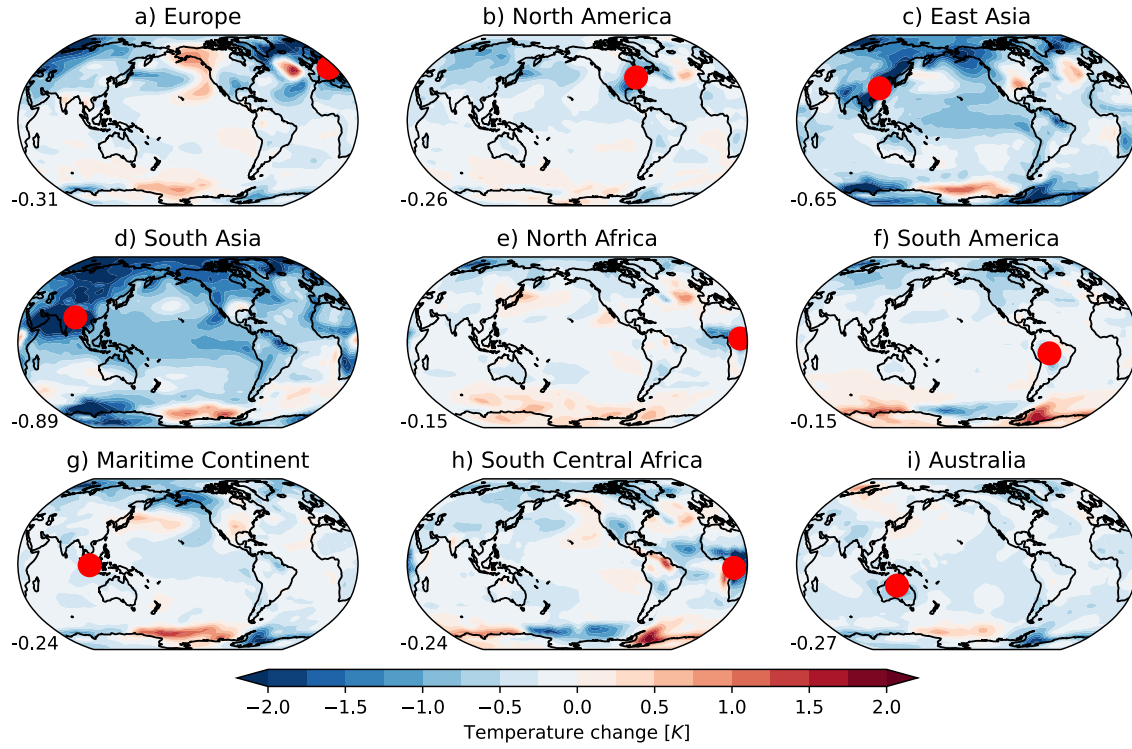 a) Europe
b) North America
c) East Asia
-0.31
-0.26
-0.65
d) South Asia
e) North Africa
f) South America
-0.89
-0.15
-0.15
g) Maritime Continent
h) South Central Africa
i) Australia
-0.24
-0.24
-0.27
−2.0 −1.5 −1.0 −0.5 0.0 0.5 1.0 1.5 2.0
Temperature change [K]